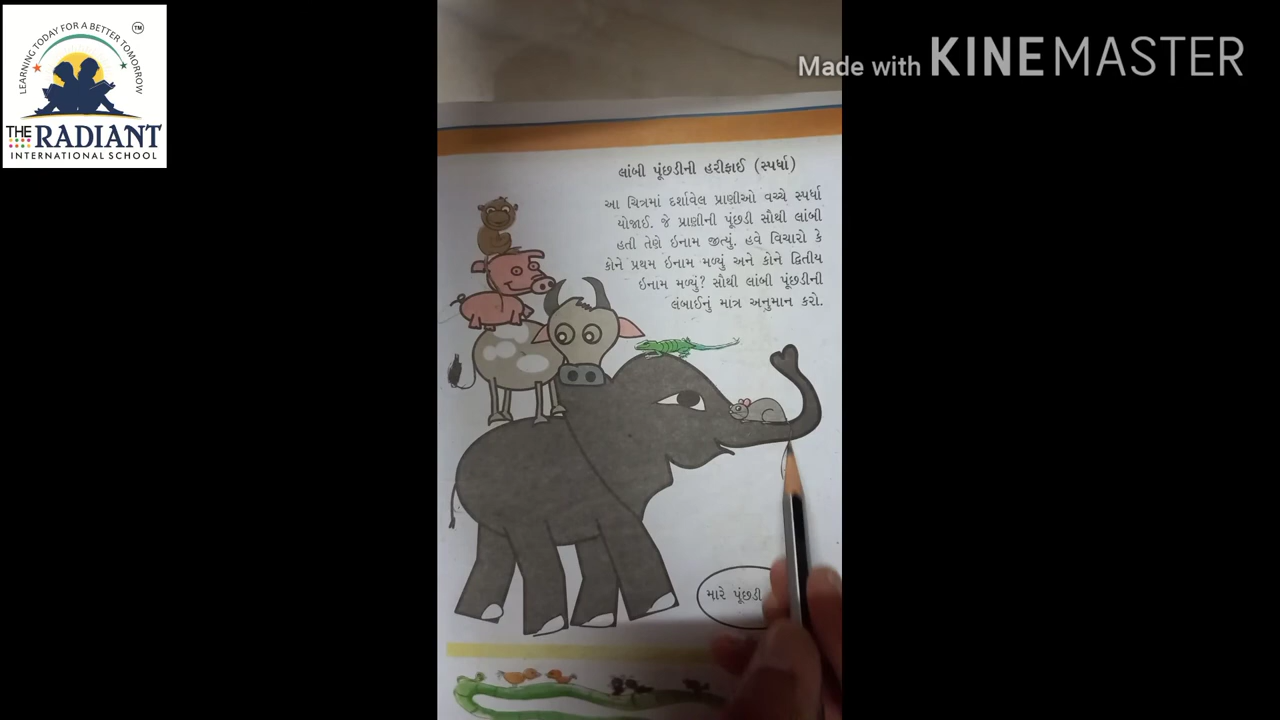 LEARNING TODAY FOR A BETTER TOMORROW
TM
THE RADIANT
INTERNATIONAL SCHOOL
Made with KINEMASTER
લાંબી પૂંછડીની હરીફાઈ (સ્પર્ધા)
આ ચિત્રમાં દર્શાવેલ પ્રાણીઓ વચ્ચે સ્પર્ધા
યોજાઈ. જે પ્રાણીની પૂંછડી સૌથી લાંબી
હતી તેણે ઇનામ જીત્યું. હવે વિચારો કે
કોને પ્રથમ ઇનામ મળ્યું અને કોને દ્વિતીય
ઇનામ મળ્યું? સૌથી લાંબી પૂંછડીની
લંબાઈનું માત્ર અનુમાન કરો.
મારે પૂંછડી